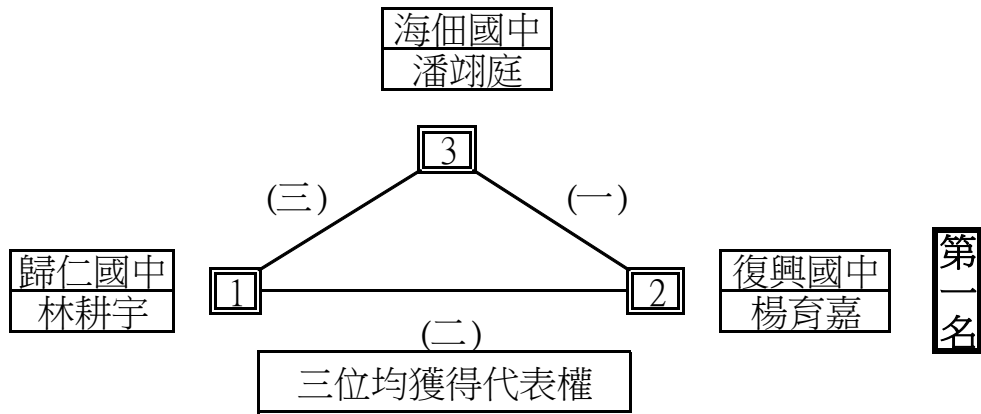 海佃國中
潘翊庭
3
(三)
(一)
歸仁國中
林耕宇
1
2
復興國中
楊育嘉
第一名
(二)
三位均獲得代表權